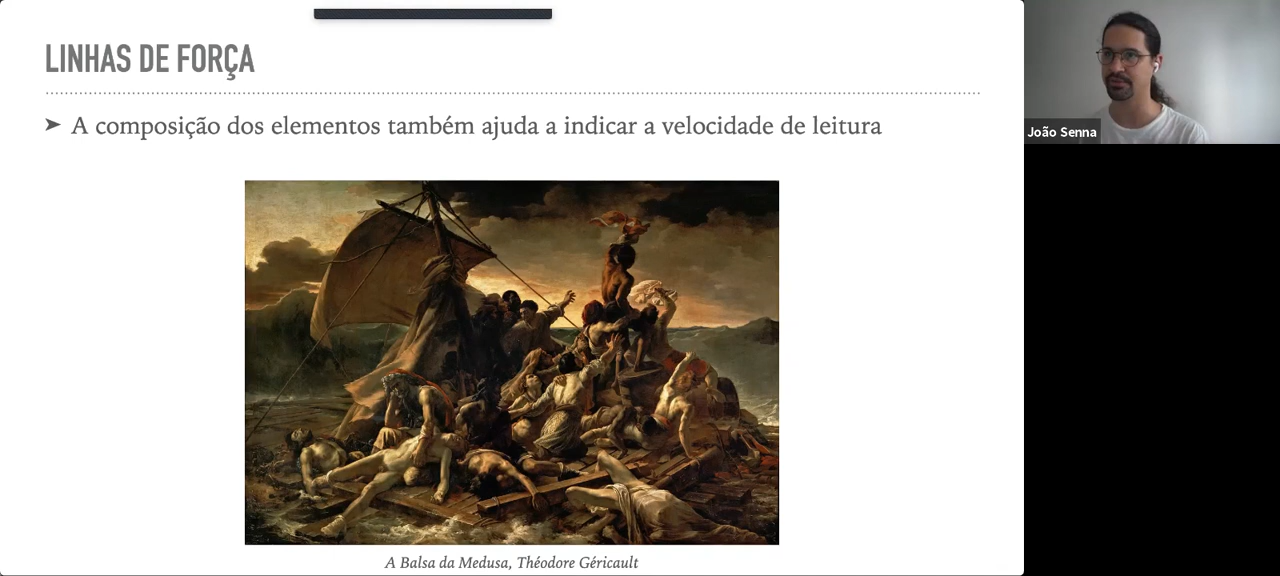 LINHAS DE FORÇA
➤ A composição dos elementos também ajuda a indicar a velocidade de leitura
A Balsa da Medusa, Théodore Géricault
João Senna